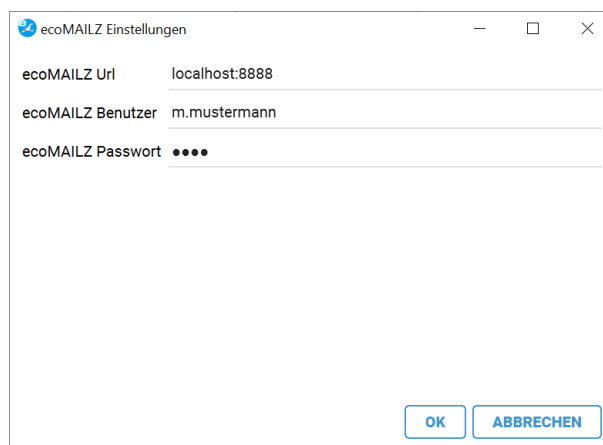 ecoMAILZ Einstellungen
ecoMAILZ Url localhost:8888
ecoMAILZ Benutzer m.mustermann
ecoMAILZ Passwort ●●●●
OK ABBRECHEN